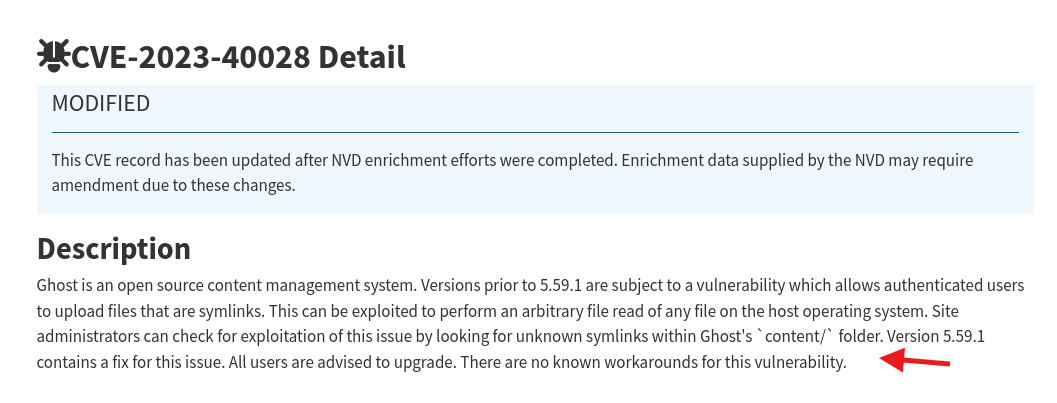 CVE-2023-40028 Detail
MODIFIED
This CVE record has been updated after NVD enrichment efforts were completed. Enrichment data supplied by the NVD may require
amendment due to these changes.
Description
Ghost is an open source content management system. Versions prior to 5.59.1 are subject to a vulnerability which allows authenticated users
to upload files that are symlinks. This can be exploited to perform an arbitrary file read of any file on the host operating system. Site
administrators can check for exploitation of this issue by looking for unknown symlinks within Ghost's `content/` folder. Version 5.59.1
contains a fix for this issue. All users are advised to upgrade. There are no known workarounds for this vulnerability.